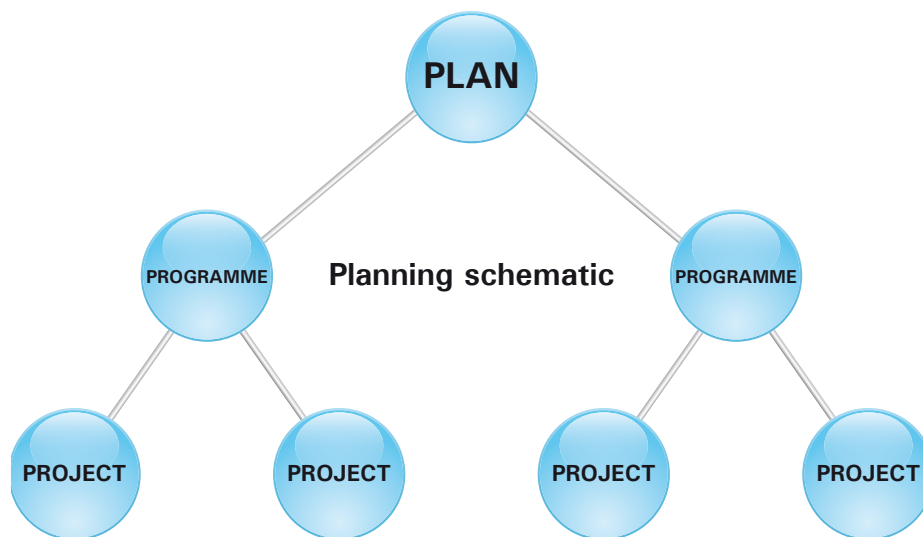 PLAN
PROGRAMME
Planning schematic
PROGRAMME
PROJECT
PROJECT
PROJECT
PROJECT